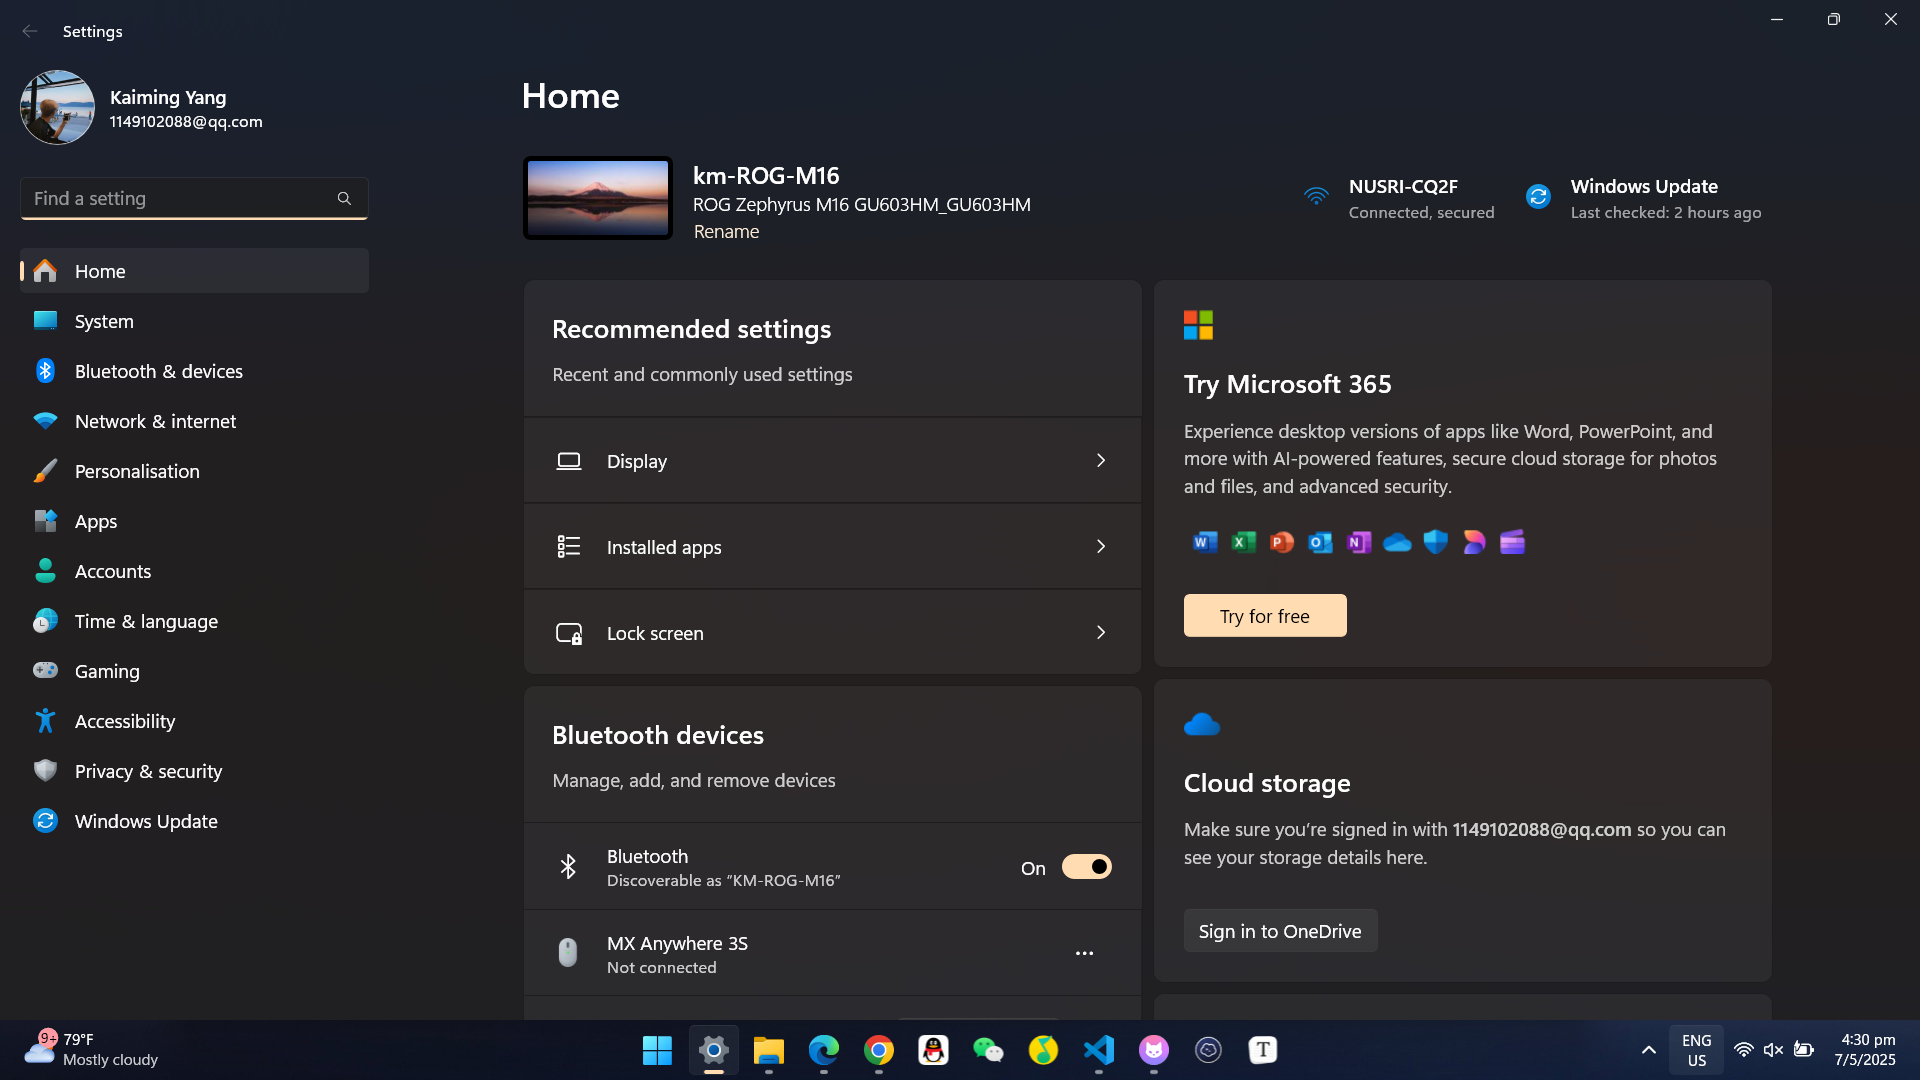 Settings
Kaiming Yang
1149102088@qq.com
Find a setting
Home
System
Bluetooth & devices
Network & internet
Personalisation
Apps
Accounts
Time & language
Gaming
Accessibility
Privacy & security
Windows Update
Home
km-ROG-M16
ROG Zephyrus M16 GU603HM_GU603HM
Rename
NUSRI-CQ2F
Connected, secured
Windows Update
Last checked: 2 hours ago
Recommended settings
Recent and commonly used settings
Display
Installed apps
Lock screen
Bluetooth devices
Manage, add, and remove devices
Bluetooth
Discoverable as “KM-ROG-M16”
On
MX Anywhere 3S
Not connected
Try Microsoft 365
Experience desktop versions of apps like Word, PowerPoint, and
more with AI-powered features, secure cloud storage for photos
and files, and advanced security.
Try for free
Cloud storage
Make sure you’re signed in with 1149102088@qq.com so you can
see your storage details here.
Sign in to OneDrive
9+
79°F
Mostly cloudy
T
ENG
US
4:30 pm
7/5/2025